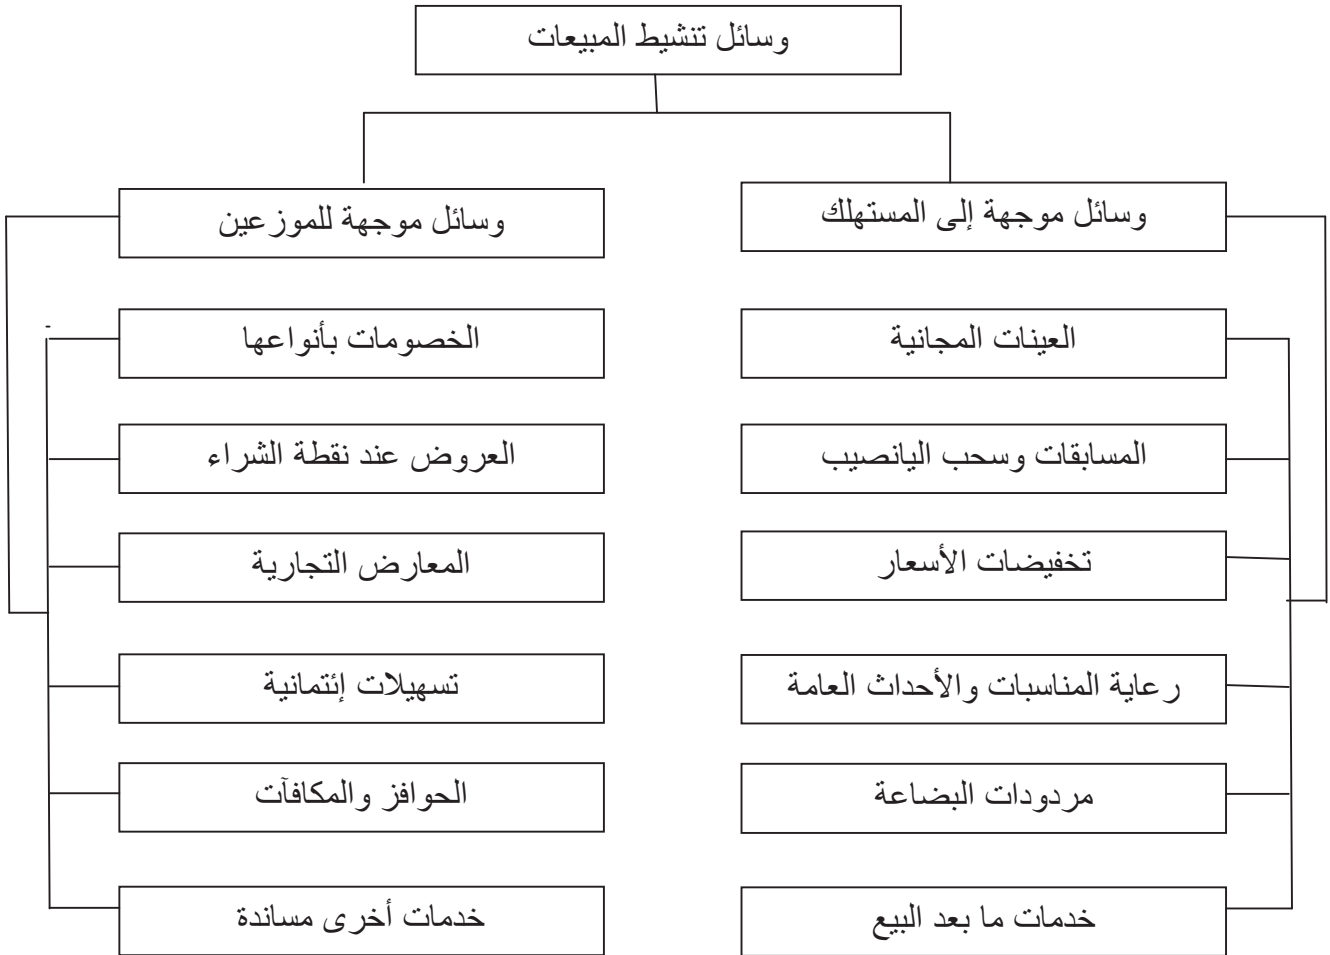 وسائل تنشيط المبيعات
وسائل موجهة إلى المستهلك
العينات المجانية
المسابقات وسحب اليانصيب
تخفيضات الأسعار
رعاية المناسبات والأحداث العامة
مردودات البضاعة
خدمات ما بعد البيع
وسائل موجهة للموزعين
الخصومات بأنواعها
العروض عند نقطة الشراء
المعارض التجارية
تسهيلات إئتمانية
الحوافز والمكافآت
خدمات أخرى مساندة